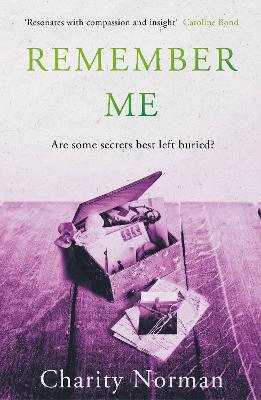 ‘Resonates with compassion and insight’ Caroline Bond
REMEMBER
ME
Are some secrets best left buried?
Charity Norman